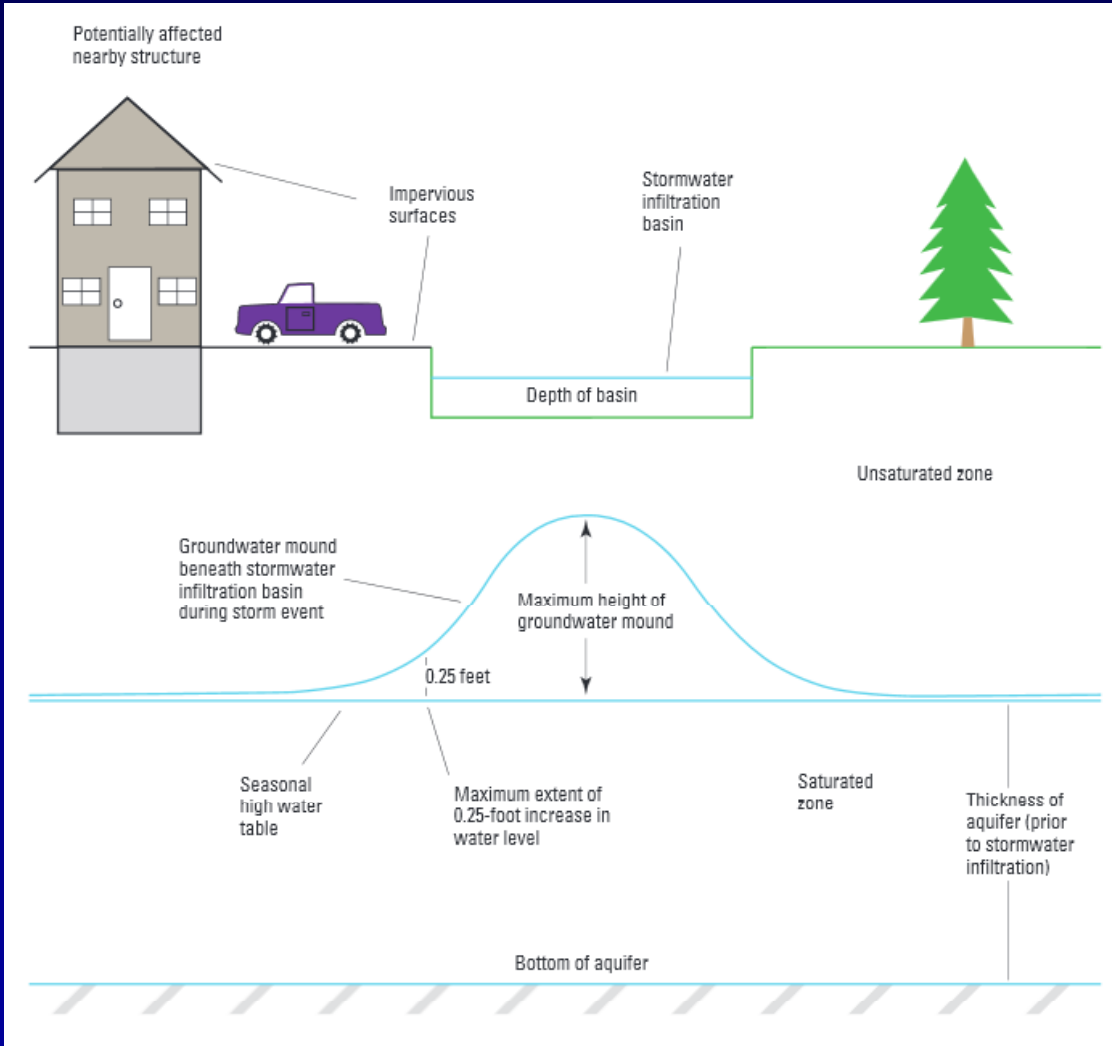 Potentially affected
nearby structure
Impervious
surfaces
Stormwater
infiltration
basin
Depth of basin
Unsaturated zone
Groundwater mound
beneath stormwater
infiltration basin
during storm event
Maximum height of
groundwater mound
0.25 feet
Seasonal
high water
table
Maximum extent of
0.25-foot increase in
water level
Saturated
zone
Thickness of
aquifer (prior
to stormwater
infiltration)
Bottom of aquifer